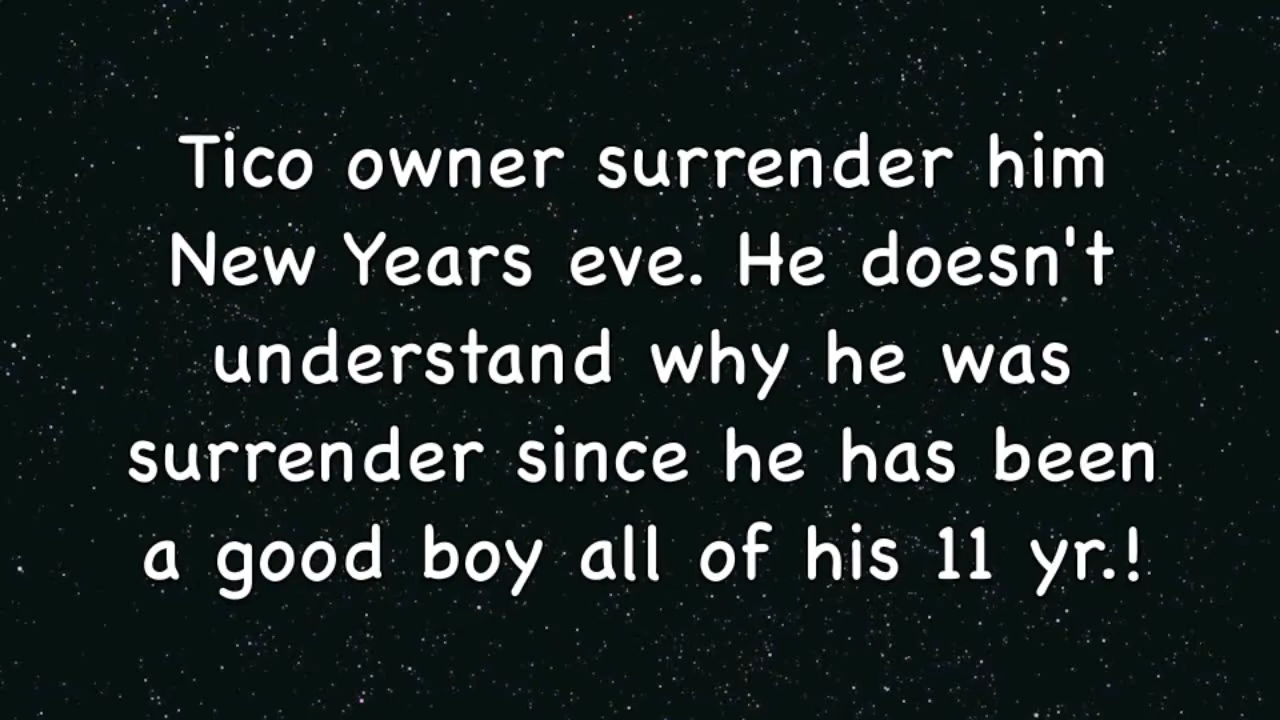 Tico owner surrender him
New Years eve. He doesn't
understand why he was
surrender since he has been
a good boy all of his 11 yr.!